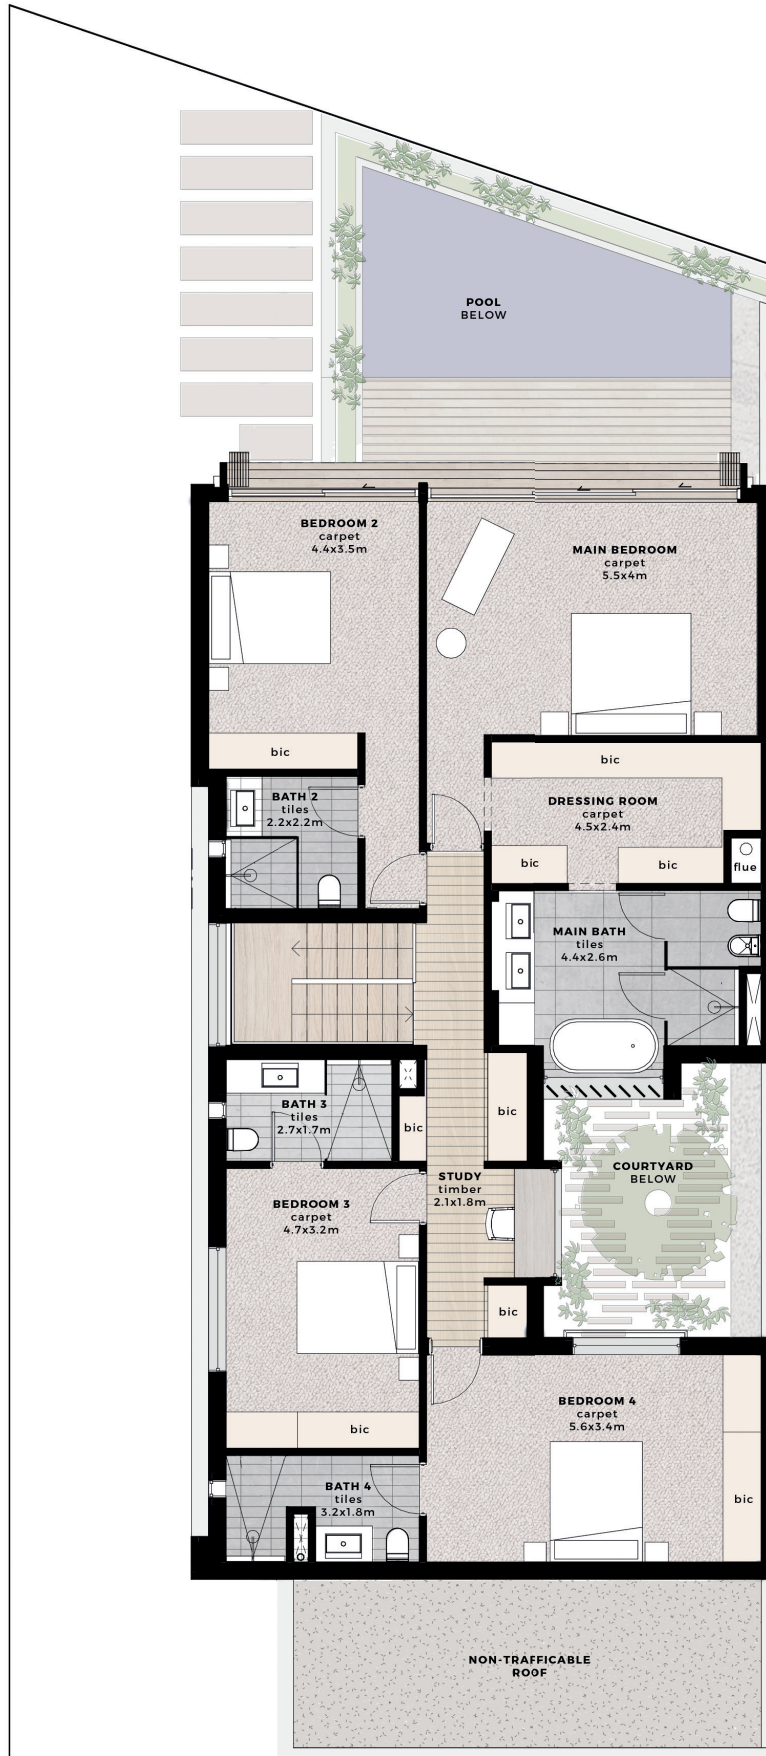 POOL
BELOW
BEDROOM 2
carpet
4.4x3.5m
MAIN BEDROOM
carpet
5.5x4m
bic
bic
BATH 2
tiles
2.2x2.2m
DRESSING ROOM
carpet
4.5x2.4m
bic
bic
flue
MAIN BATH
tiles
4.4x2.6m
BATH 3
tiles
2.7x1.7m
bic
bic
COURTYARD
BELOW
STUDY
timber
2.1x1.8m
BEDROOM 3
carpet
4.7x3.2m
bic
BEDROOM 4
carpet
5.6x3.4m
bic
bic
BATH 4
tiles
3.2x1.8m
NON-TRAFFICABLE
ROOF